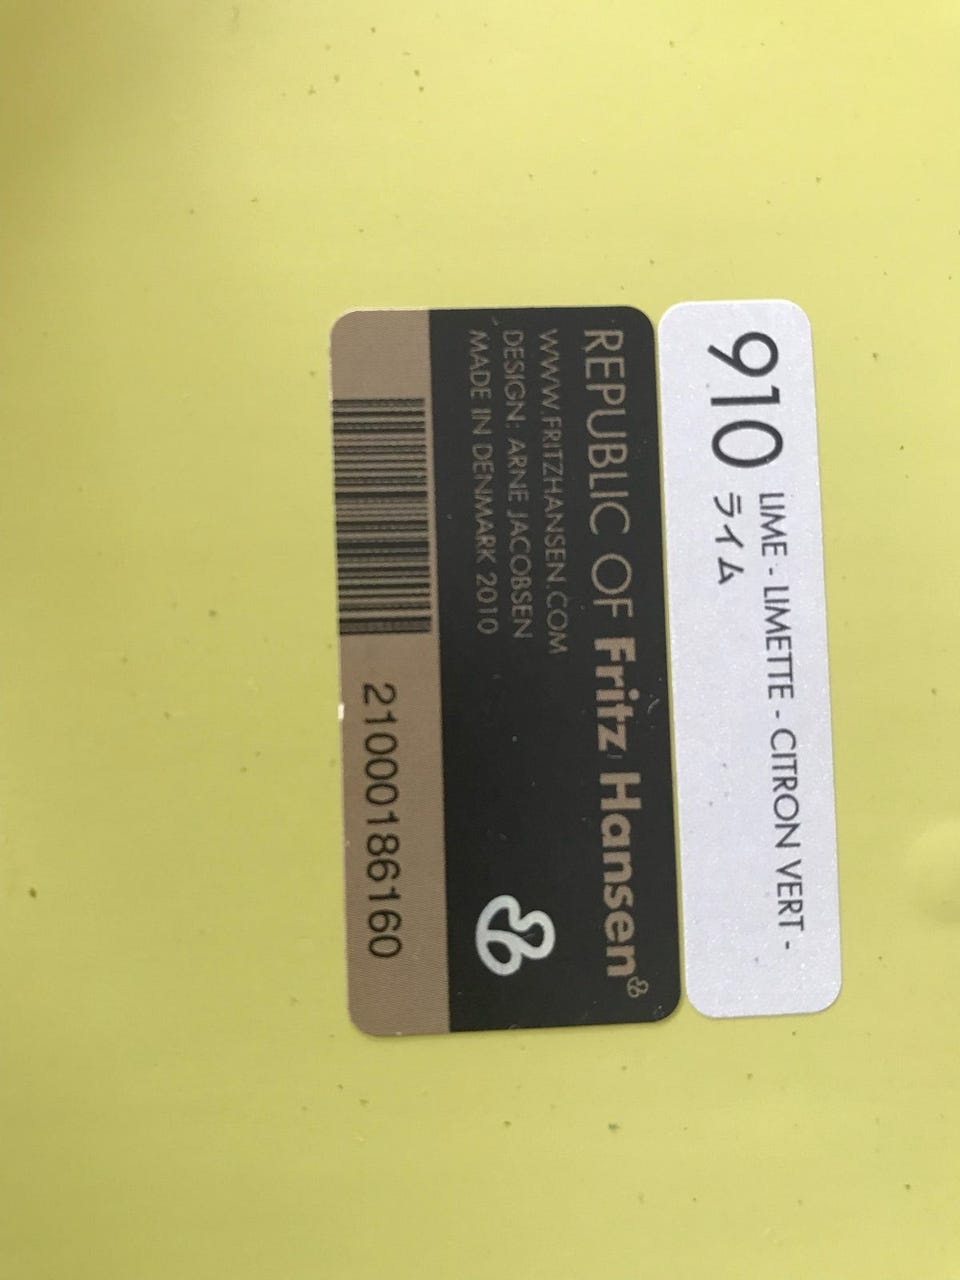 910 LIME - LIMETTE - CITRON VERT -
ライム
REPUBLIC OF Fritz Hansen
WWW.FRITZHANSEN.COM
DESIGN: ARNE JACOBSEN
MADE IN DENMARK 2010
2100018６160